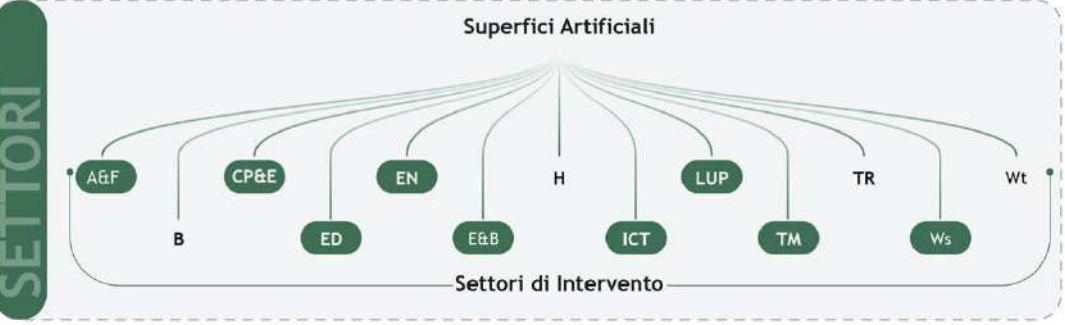 SETTORI
Superfici Artificiali
A&F CP&E EN H LUP TR Wt
B ED E&B ICT TM Ws
Settori di Intervento